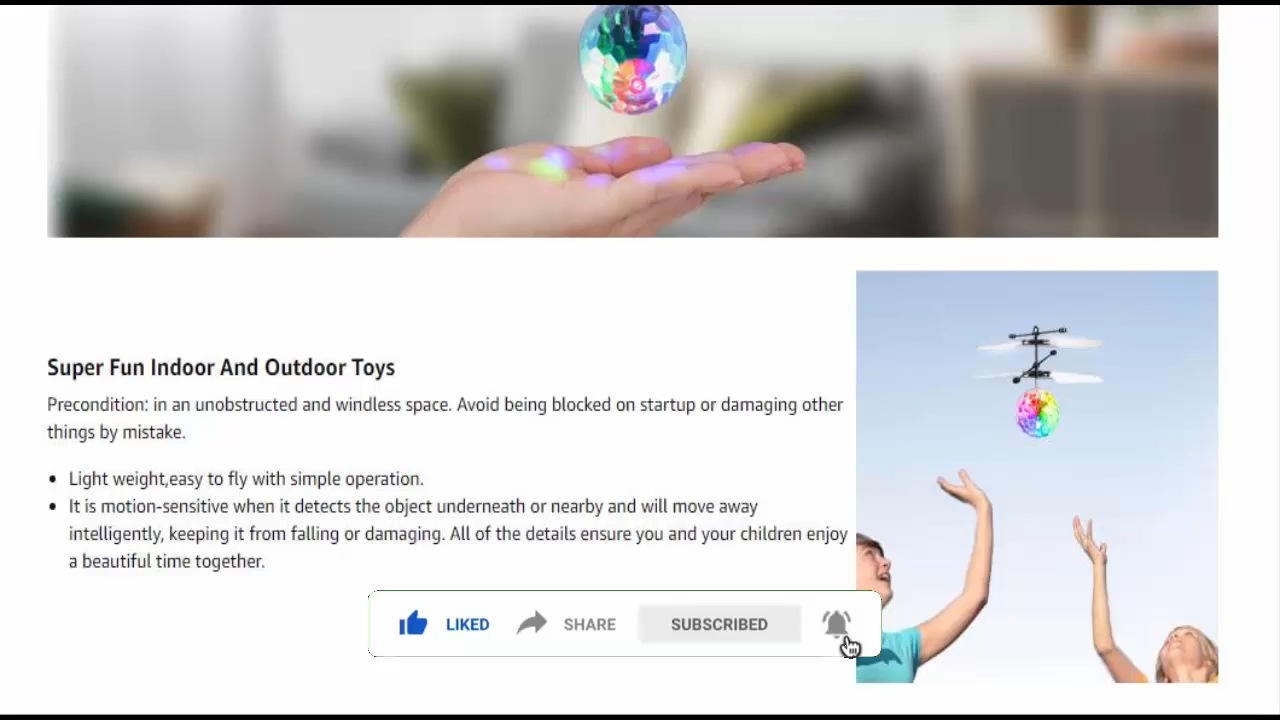 Super Fun Indoor And Outdoor Toys
Precondition: in an unobstructed and windless space. Avoid being blocked on startup or damaging other
things by mistake.
• Light weight,easy to fly with simple operation.
• It is motion-sensitive when it detects the object underneath or nearby and will move away
intelligently, keeping it from falling or damaging. All of the details ensure you and your children enjoy
a beautiful time together.
LIKED SHARE SUBSCRIBED